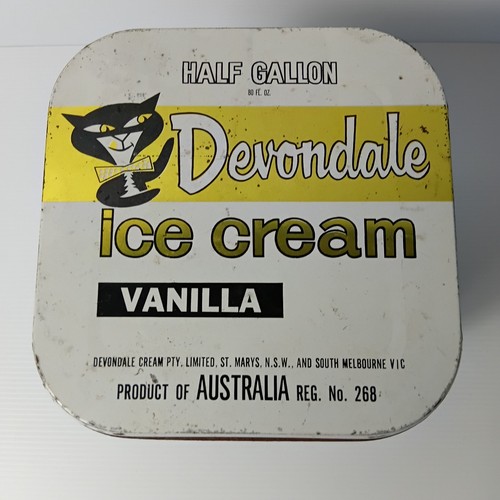 HALF GALLON
80 Fl. OZ.
Devondale
ice cream
VANILLA
DEVONDALE CREAM PTY. LIMITED. ST. MARYS, N.S.W., AND SOUTH MELBOURNE VIC
PRODUCT OF AUSTRALIA REG. No. 268